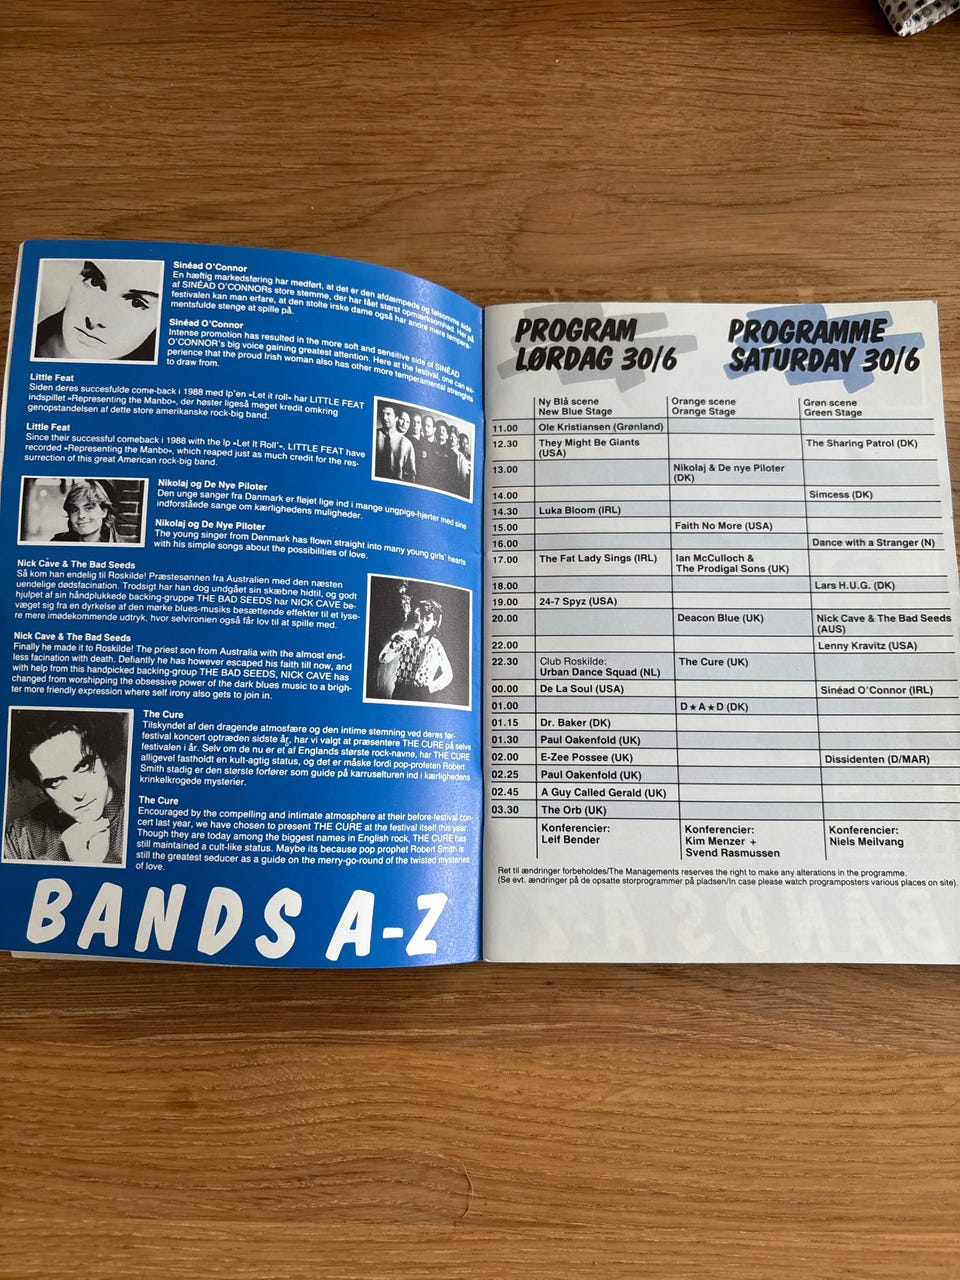 Sinéad O'Connor
En hæftig markedsføring har medført, at det er den afdæmpede og følsomme side
af SINÉAD O'CONNORs store stemme, der har fået størst opmærksomhed. Her på
festivalen kan man erfare, at den stolte irske dame også har andre mere tempera-
mentsfulde stenge at spille på.
Sinéad O'Connor
Intense promotion has resulted in the more soft and sensitive side of SINÉAD
O'CONNOR's big voice gaining greatest attention. Here at the festival, one can ex-
perience that the proud Irish woman also has other more temperamental strenghts
to draw from.
Little Feat
Siden deres succesfulde come-back i 1988 med lp'en »Let it roll« har LITTLE FEAT
indspillet »Representing the Manbo«, der høster ligeså meget kredit omkring
genopstandelsen af dette store amerikanske rock-big band.
Little Feat
Since their successful comeback i 1988 with the lp »Let It Roll'«, LITTLE FEAT have
recorded »Representing the Manbo«, which reaped just as much credit for the res-
surrection of this great American rock-big band.
Nikolaj og De Nye Piloter
Den unge sanger fra Danmark er fløjet lige ind i mange ungpige-hjerter med sine
indforståede sange om kærlighedens muligheder.
Nikolaj og De Nye Piloter
The young singer from Denmark has flown straight into many young girls' hearts
with his simple songs about the possibilities of love.
Nick Cave & The Bad Seeds
Så kom han endelig til Roskilde! Præstesønnen fra Australien med den næsten
uendelige dødsfacination. Trodsigt har han dog undgået sin skæbne hidtil, og godt
hjulpet af sin håndplukkede backing-gruppe THE BAD SEEDS har NICK CAVE be-
væget sig fra en dyrkelse af den mørke blues-musiks besættende effekter til et lyse-
re mere imødekommende udtryk, hvor selvironien også får lov til at spille med.
Nick Cave & The Bad Seeds
Finally he made it to Roskilde! The priest son from Australia with the almost end-
less facination with death. Defiantly he has however escaped his faith till now, and
with help from this handpicked backing-group THE BAD SEEDS, NICK CAVE has
changed from worshipping the obsessive power of the dark blues music to a brigh-
ter more friendly expression where self irony also gets to join in.
The Cure
Tilskyndet af den dragende atmosfære og den intime stemning ved deres før-
festival koncert optræden sidste år, har vi valgt at præsentere THE CURE på selve
festivalen i år. Selv om de nu er et af Englands største rock-navne, har THE CURE
alligevel fastholdt en kult-agtig status, og det er måske fordi pop-profeten Robert
Smith stadig er den største forfører som guide på karruselturen ind i kærlighedens
krinkelkrogede mysterier.
The Cure
Encouraged by the compelling and intimate atmosphere at their before-festival con-
cert last year, we have chosen to present THE CURE at the festival itself this year.
Though they are today among the biggest names in English rock, THE CURE has
still maintained a cult-like status. Maybe its because pop prophet Robert Smith is
still the greatest seducer as a guide on the merry-go-round of the twisted mysteries
of love.
BANDS A-Z
PROGRAM PROGRAMME
LØRDAG 30/6 SATURDAY 30/6
Ny Blå scene Orange scene Grøn scene
New Blue Stage Orange Stage Green Stage
11.00 Ole Kristiansen (Grønland)
12.30 They Might Be Giants The Sharing Patrol (DK)
(USA)
13.00 Nikolaj & De nye Piloter
(DK)
14.00 Simcess (DK)
14.30 Luka Bloom (IRL)
15.00 Faith No More (USA)
16.00 Dance with a Stranger (N)
17.00 The Fat Lady Sings (IRL) Ian McCulloch &
The Prodigal Sons (UK)
18.00 Lars H.U.G. (DK)
19.00 24-7 Spyz (USA)
20.00 Deacon Blue (UK) Nick Cave & The Bad Seeds
(AUS)
22.00 Lenny Kravitz (USA)
22.30 Club Roskilde: The Cure (UK)
Urban Dance Squad (NL)
00.00 De La Soul (USA) Sinéad O'Connor (IRL)
01.00 D★A★D (DK)
01.15 Dr. Baker (DK)
01.30 Paul Oakenfold (UK)
02.00 E-Zee Possee (UK) Dissidenten (D/MAR)
02.25 Paul Oakenfold (UK)
02.45 A Guy Called Gerald (UK)
03.30 The Orb (UK)
Konferencier: Konferencier: Konferencier:
Leif Bender Kim Menzer + Niels Meilvang
Svend Rasmussen
Ret til ændringer forbeholdes/The Managements reserves the right to make any alterations in the programme.
(Se evt. ændringer på de opsatte storprogrammer på pladsen/In case please watch programposters various places on site).